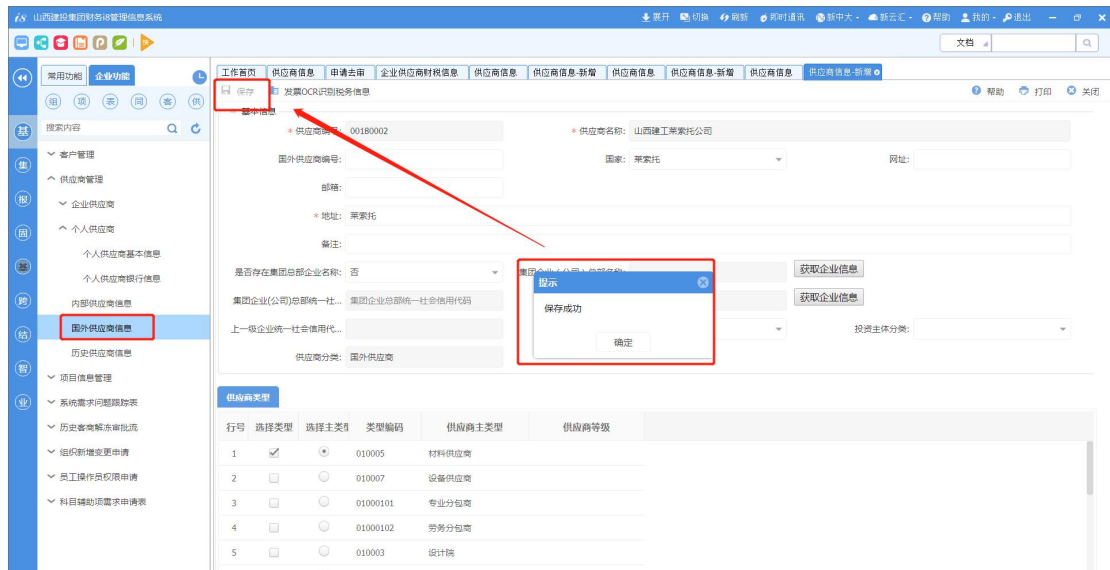 i8 山西建投集团财务i8管理信息系统 展开 切换 刷新 即时通讯 新中大 新云汇 帮助 我的 退出
文档
常用功能 企业功能
组 项 表 同 客 供
搜索内容
基
集
报
固
基
跨
结
智
业
客户管理
供应商管理
企业供应商
个人供应商
个人供应商基本信息
个人供应商银行信息
内部供应商信息
国外供应商信息
历史供应商信息
项目信息管理
系统需求问题跟踪表
历史客商解冻审批流
组织新增变更申请
员工操作员权限申请
科目辅助项需求申请表
工作首页 供应商信息 申请去审 企业供应商财税信息 供应商信息 供应商信息-新增 供应商信息 供应商信息-新增 供应商信息 供应商信息-新增
保存 发票OCR识别税务信息 帮助 打印 关闭
基本信息
* 供应商编号: 00180002 * 供应商名称: 山西建工莱索托公司
国外供应商编号: 国家: 莱索托 网址:
邮箱:
* 地址: 莱索托
备注:
是否存在集团总部企业名称: 否 集团企业(公司)总部名称: 获取企业信息
集团企业(公司)总部统一社... 集团企业总部统一社会信用代码 获取企业信息
上一级企业统一社会信用代... 投资主体分类:
供应商分类: 国外供应商
提示
保存成功
确定
供应商类型
行号 选择类型 选择主类型 类型编码 供应商主类型 供应商等级
1 010005 材料供应商
2 010007 设备供应商
3 01000101 专业分包商
4 01000102 劳务分包商
5 010003 设计院